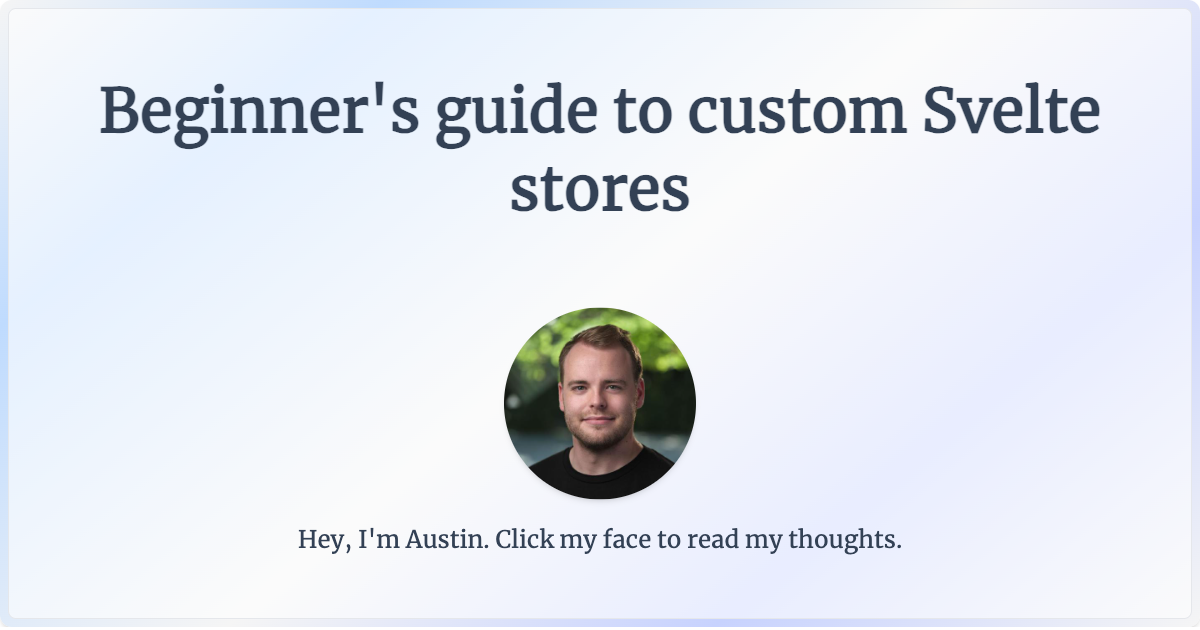 Beginner's guide to custom Svelte
stores
Hey, I'm Austin. Click my face to read my thoughts.